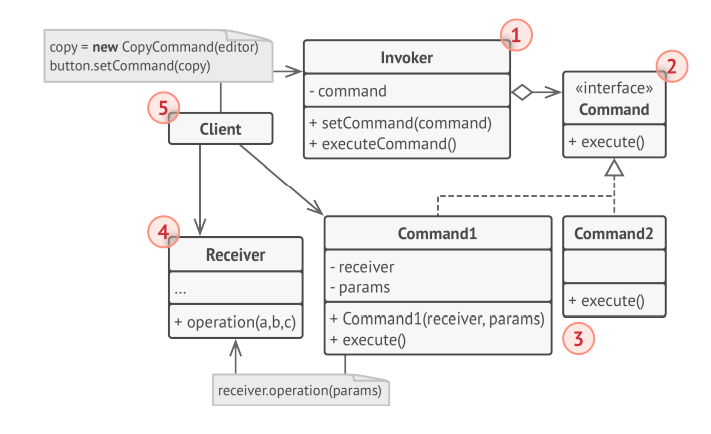 copy = new CopyCommand(editor)
button.setCommand(copy)
1
Invoker
- command
+ setCommand(command)
+ executeCommand()
2
«interface»
Command
+ execute()
5
Client
4
Receiver
...
+ operation(a,b,c)
Command1
- receiver
- params
+ Command1(receiver, params)
+ execute()
Command2
+ execute()
3
receiver.operation(params)